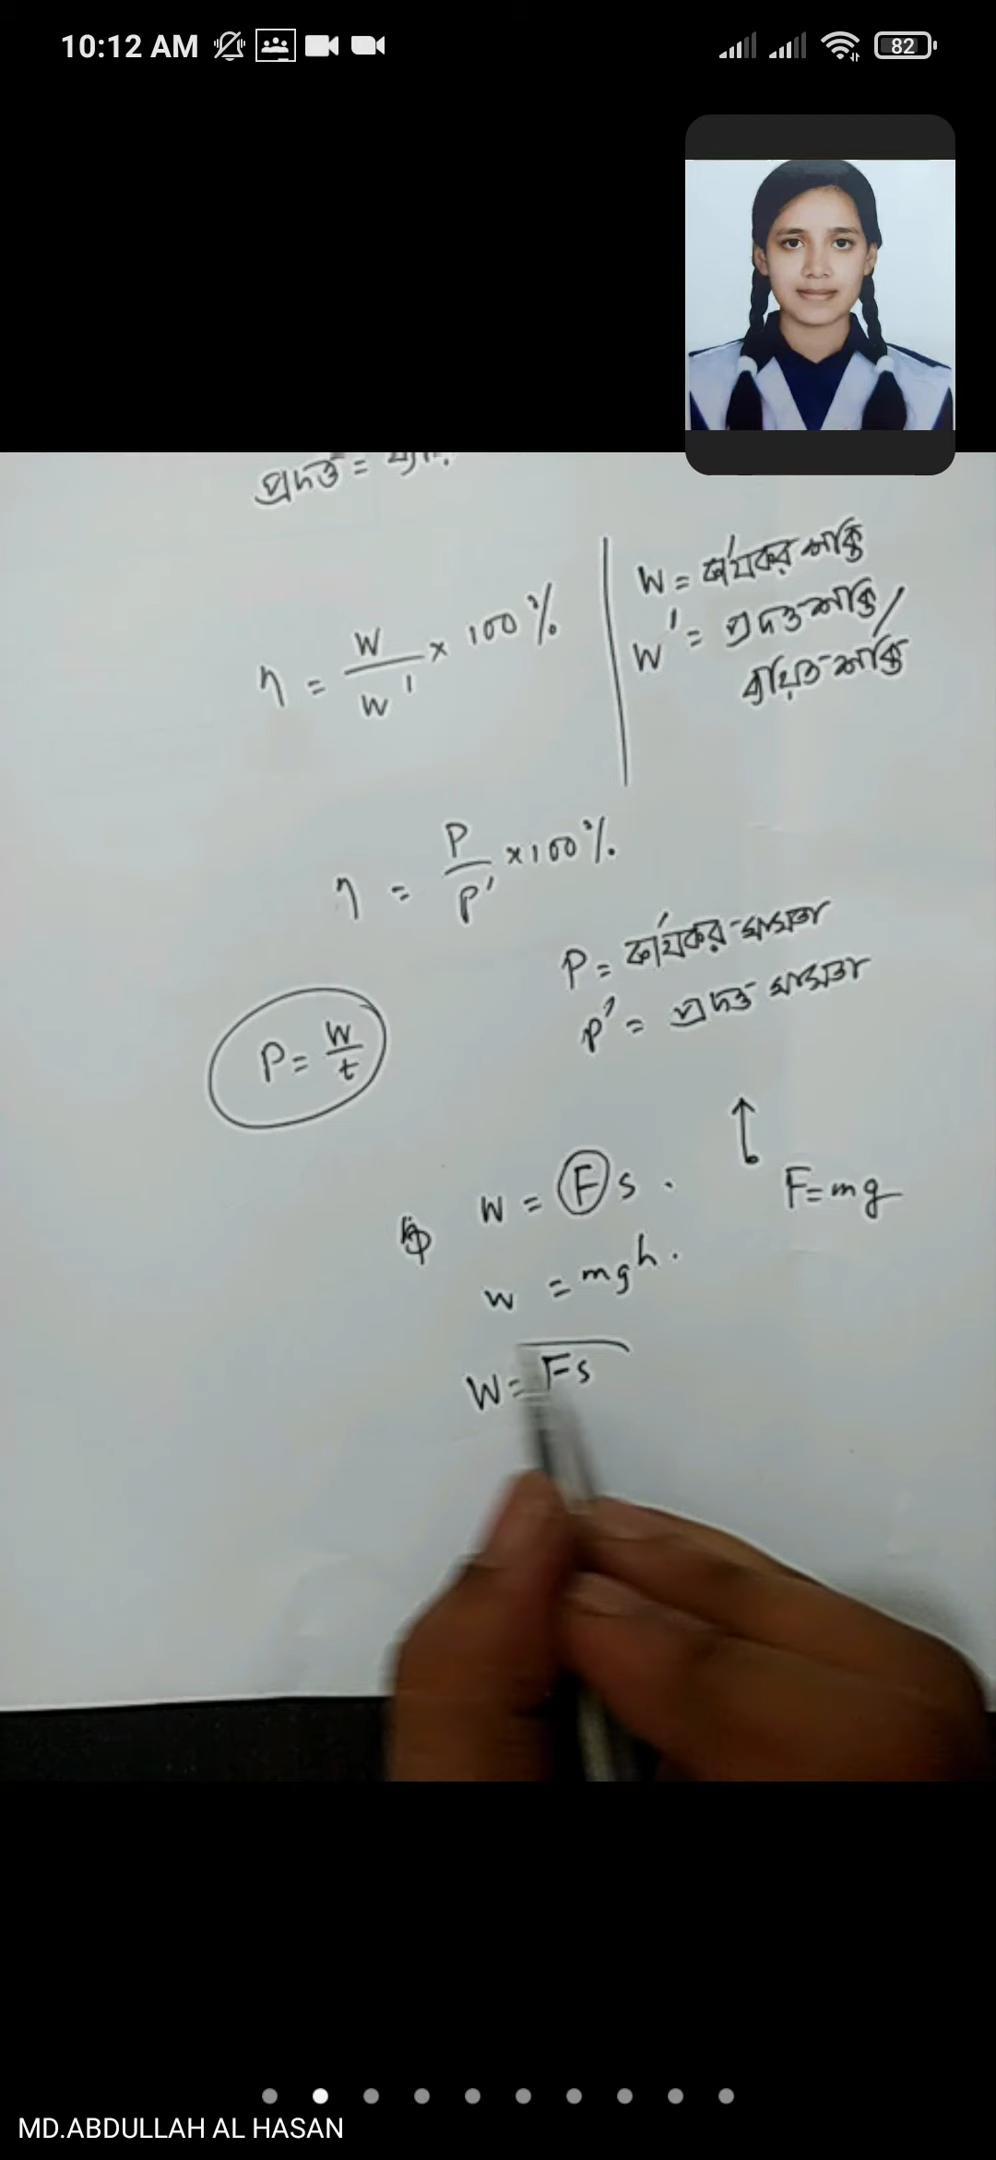 10:12 AM
82
প্রদত্ত =
η = W/W' × 100%
W = কার্যকর শক্তি
W' = প্রদত্ত শক্তি/
ব্যয়িত শক্তি
η = P/P' × 100%
P = কার্যকর ক্ষমতা
P' = প্রদত্ত ক্ষমতা
P = W/t
W = Fs.
F = mg
W = mgh.
W = Fs
MD.ABDULLAH AL HASAN